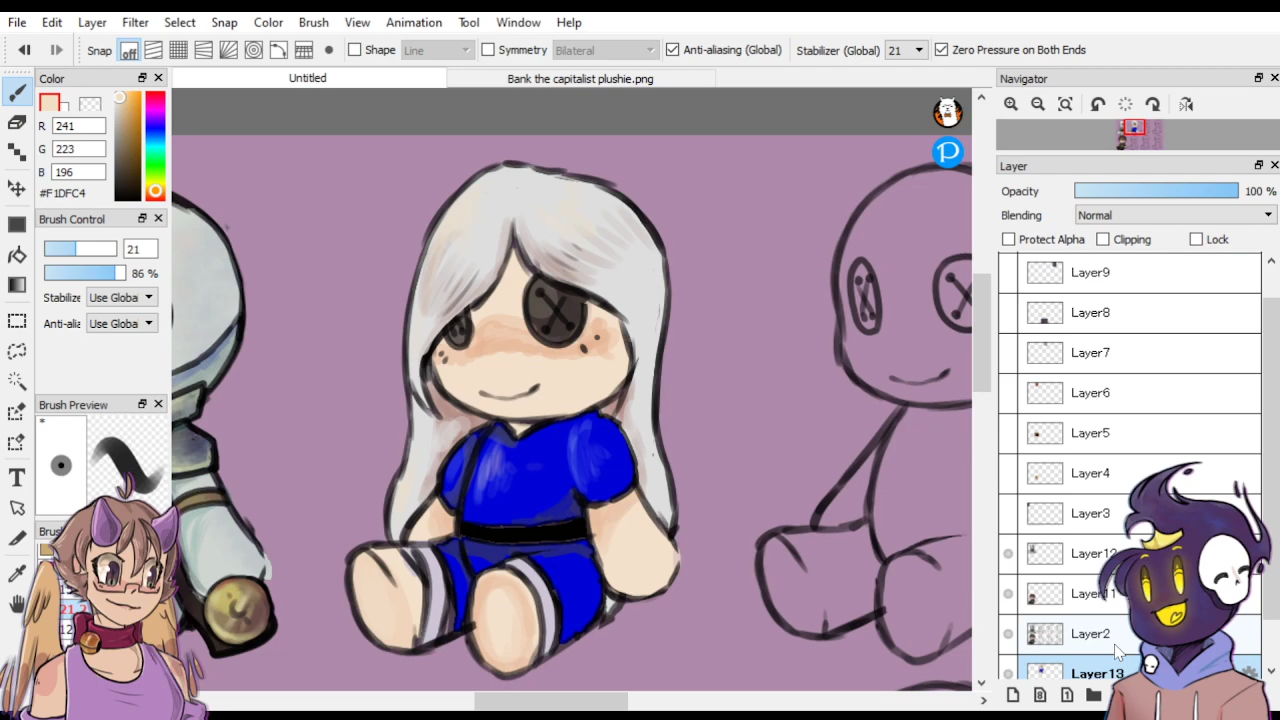 File Edit Layer Filter Select Snap Color Brush View Animation Tool Window Help
Snap off Shape Line Symmetry Bilateral Anti-aliasing (Global) Stabilizer (Global) 21 Zero Pressure on Both Ends
Color Untitled Bank the capitalist plushie.png Navigator
R 241
G 223
B 196
#F1DFC4
Layer
Opacity 100 %
Brush Control Blending Normal
Protect Alpha Clipping Lock
21
86 %
Stabilize Use Globa
Anti-alia Use Globa
Layer9
Layer8
Layer7
Layer6
Brush Preview
*
Layer5
Layer4
Layer3
Layer11
Layer2
Layer13